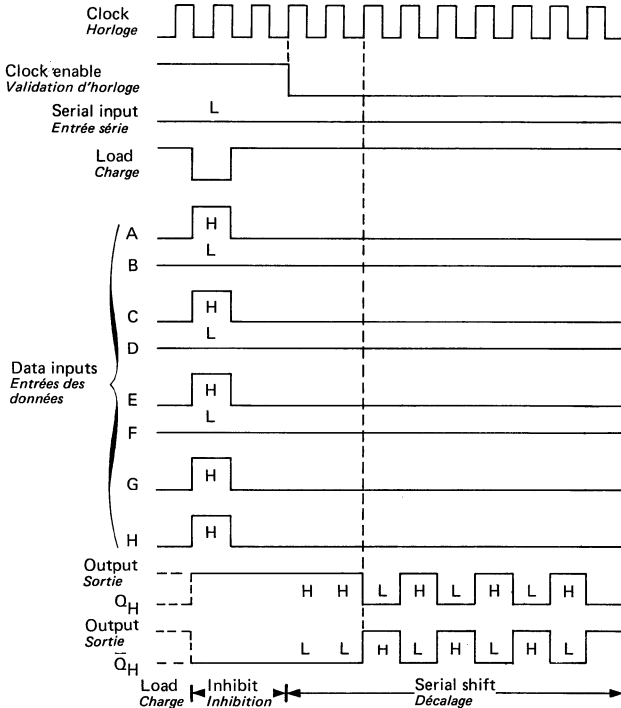 Clock
Horloge
Clock enable
Validation d'horloge
Serial input L
Entrée série
Load
Charge
A H
B L
C H
D L
Data inputs
Entrées des
données
E H
F L
G H
H H
Output
Sortie
QH H H L H L H L H
Output
Sortie
Q̄H L L H L H L H L
Load Inhibit Serial shift
Charge Inhibition Décalage